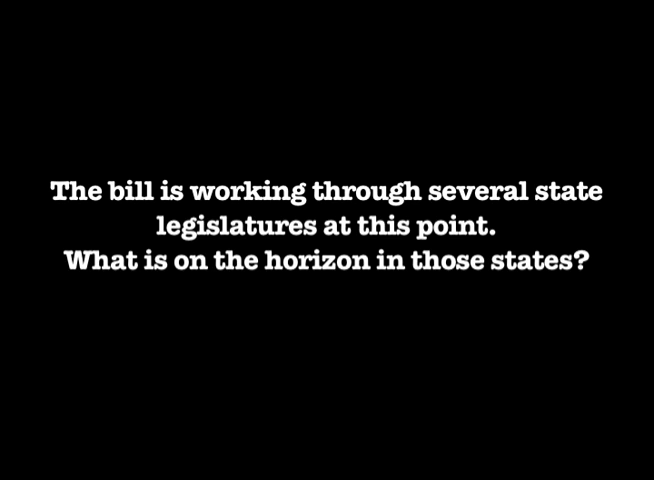 The bill is working through several state
legislatures at this point.
What is on the horizon in those states?